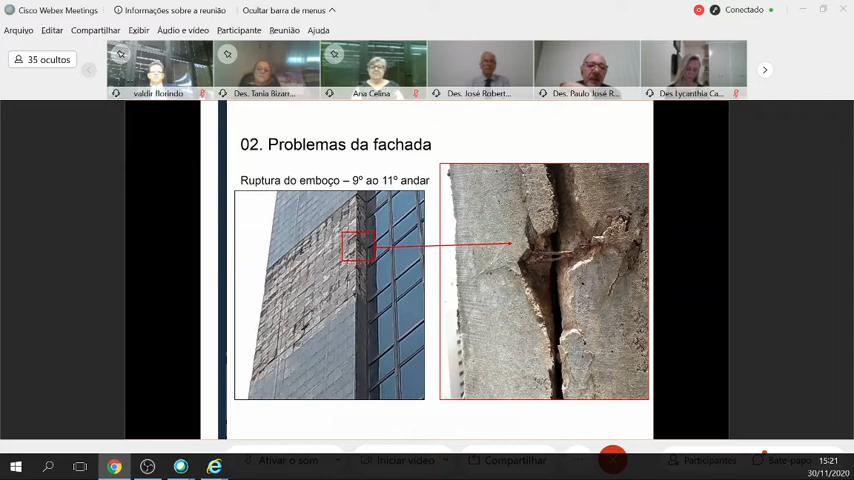 Cisco Webex Meetings
Informações sobre a reunião
Ocultar barra de menus
Conectado
Arquivo Editar Compartilhar Exibir Áudio e vídeo Participante Reunião Ajuda
35 ocultos
valdir florindo
Des. Tania Bizarr...
Ana Celina
Des. José Robert...
Des. Paulo José R...
Des Lycanthia Ca...
02. Problemas da fachada
Ruptura do emboço – 9º ao 11º andar
Ativar o som
Iniciar vídeo
Compartilhar
Participantes
Bate-papo
15:21
30/11/2020